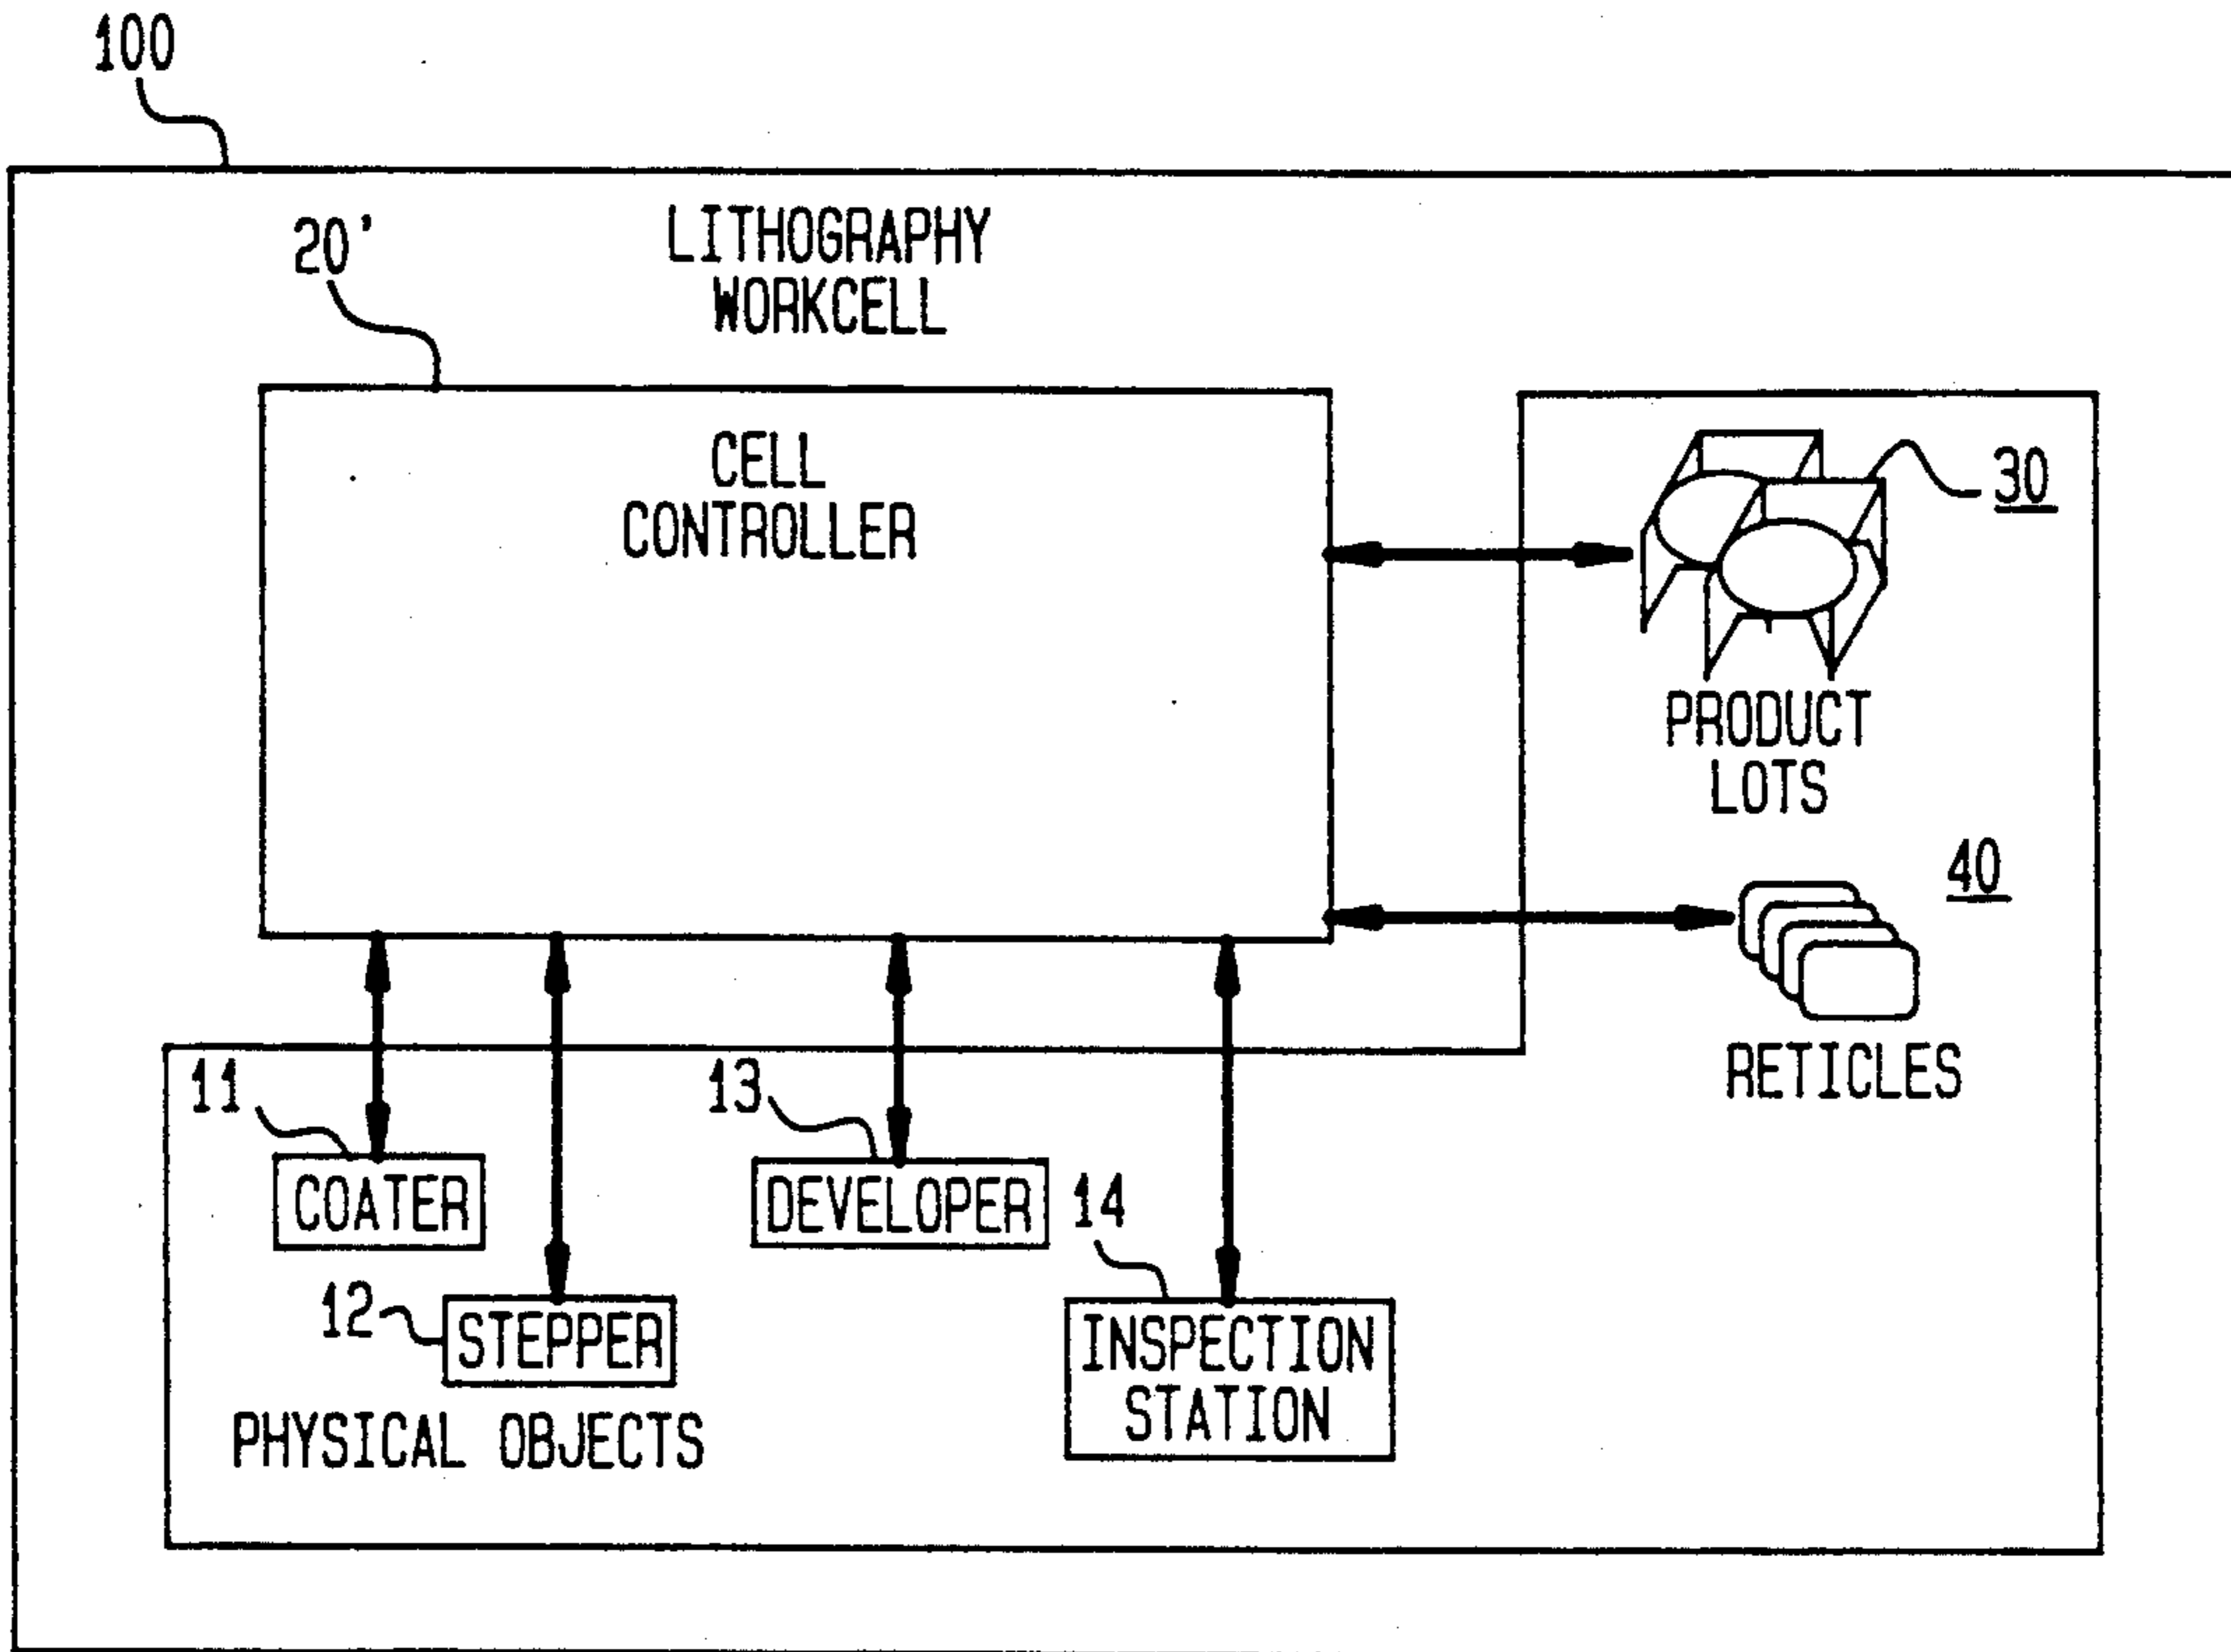 100
20'
LITHOGRAPHY
WORKCELL
CELL
CONTROLLER
30
PRODUCT
LOTS
40
RETICLES
11
13
COATER
DEVELOPER
14
12
STEPPER
INSPECTION
STATION
PHYSICAL OBJECTS